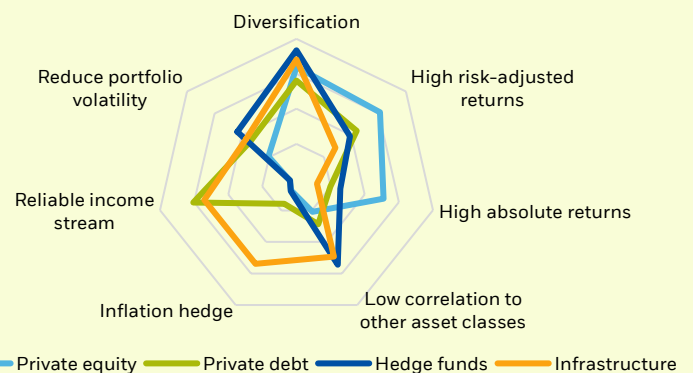 Diversification
Reduce portfolio
volatility
High risk-adjusted
returns
Reliable income
stream
High absolute returns
Inflation hedge
Low correlation to
other asset classes
Private equity Private debt Hedge funds Infrastructure